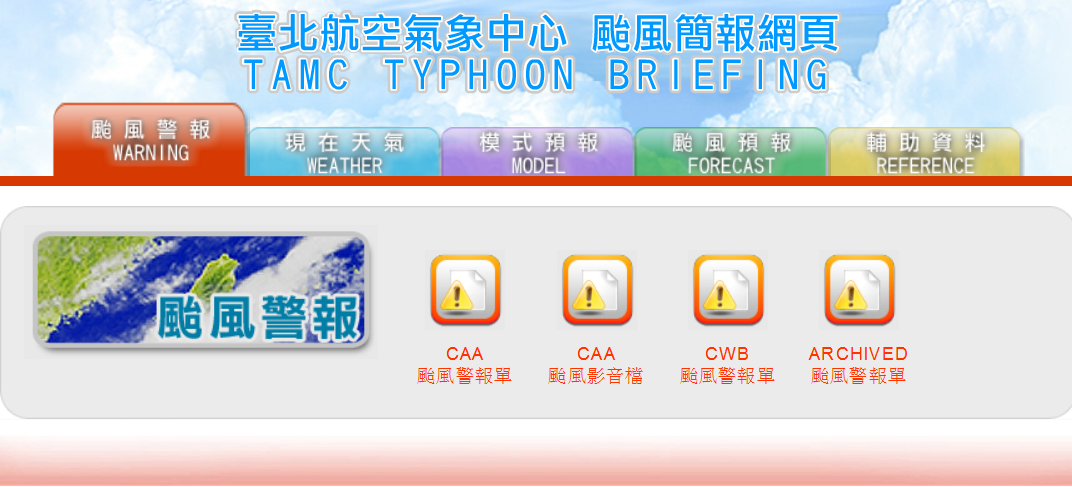 臺北航空氣象中心 颱風簡報網頁
TAMC TYPHOON BRIEFING
颱風警報
WARNING
現在天氣
WEATHER
模式預報
MODEL
颱風預報
FORECAST
輔助資料
REFERENCE
颱風警報
CAA
颱風警報單
CAA
颱風影音檔
CWB
颱風警報單
ARCHIVED
颱風警報單